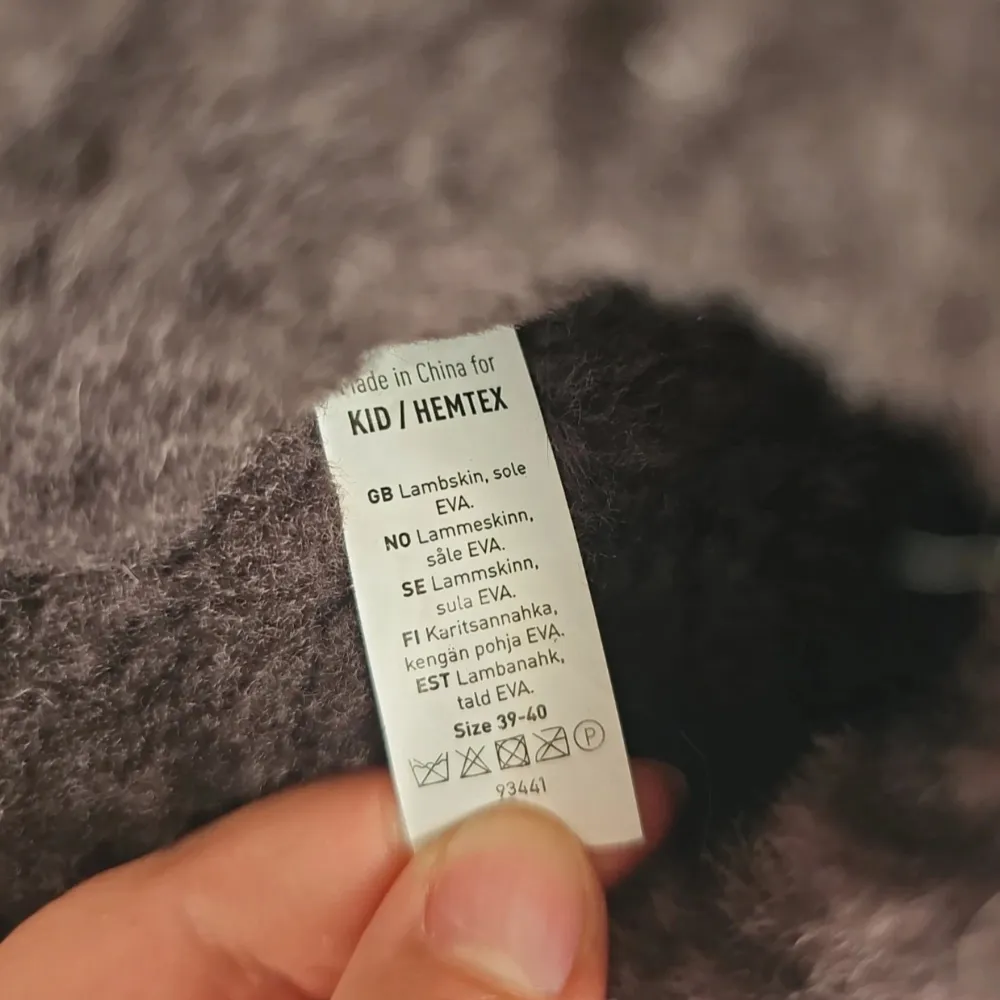 Made in China for
KID / HEMTEX
GB Lambskin, sole
EVA.
NO Lammeskinn,
såle EVA.
SE Lammskinn,
sula EVA.
FI Karitsannahka,
kengän pohja EVA.
EST Lambanahk,
tald EVA.
Size 39-40
P
93441